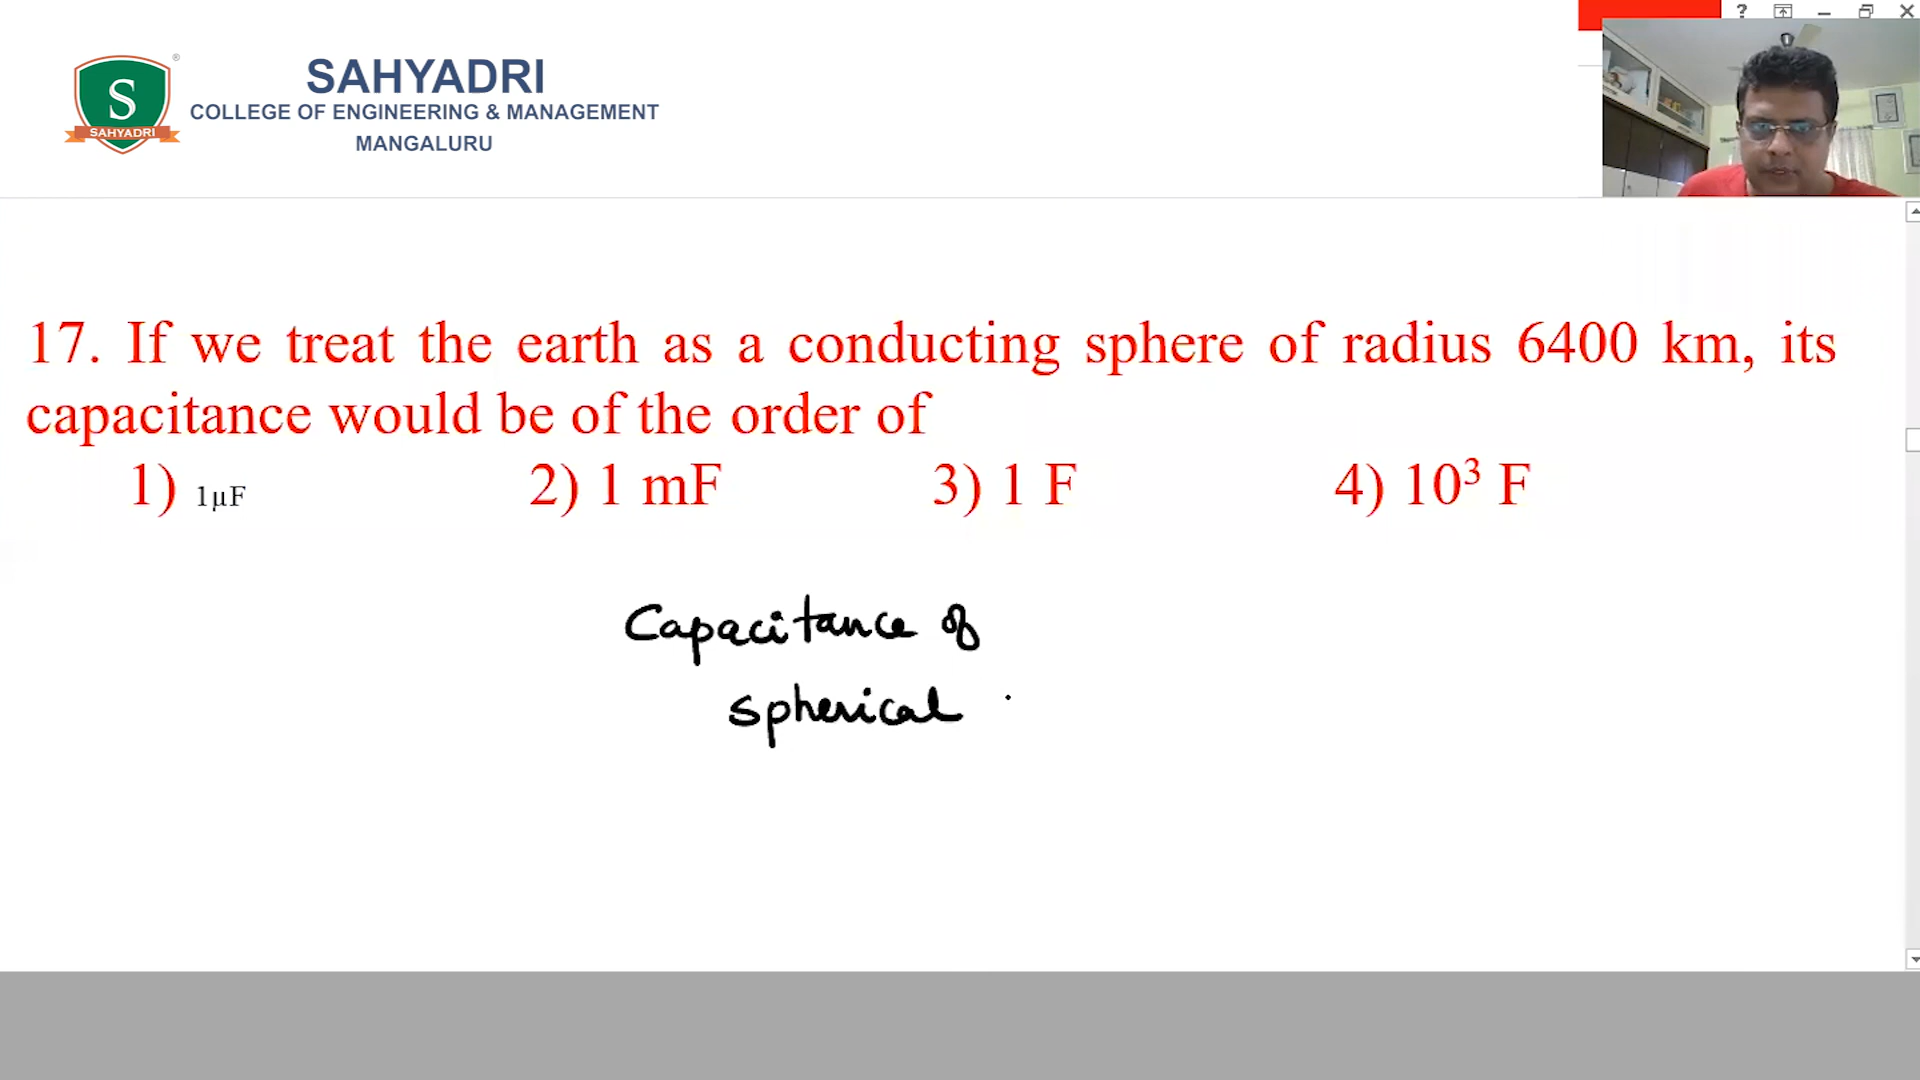 SAHYADRI
COLLEGE OF ENGINEERING & MANAGEMENT
MANGALURU
S
SAHYADRI
®
?
17. If we treat the earth as a conducting sphere of radius 6400 km, its
capacitance would be of the order of
1) 1μF 2) 1 mF 3) 1 F 4) 10³ F
Capacitance of
spherical